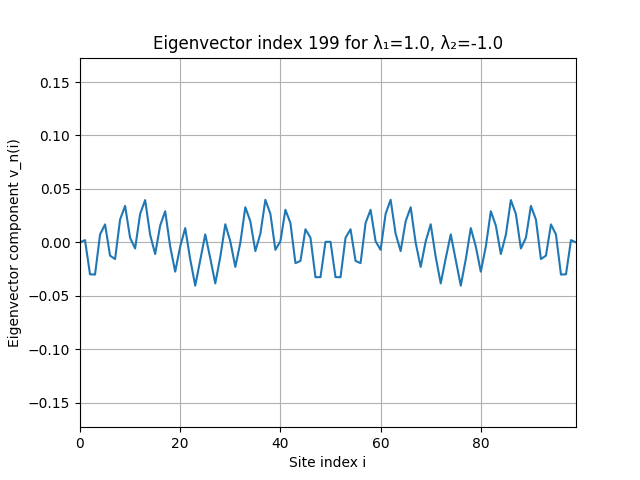 Eigenvector index 199 for λ₁=1.0, λ₂=-1.0
Eigenvector component v_n(i)
0.15
0.10
0.05
0.00
−0.05
−0.10
−0.15
0 20 40 60 80
Site index i